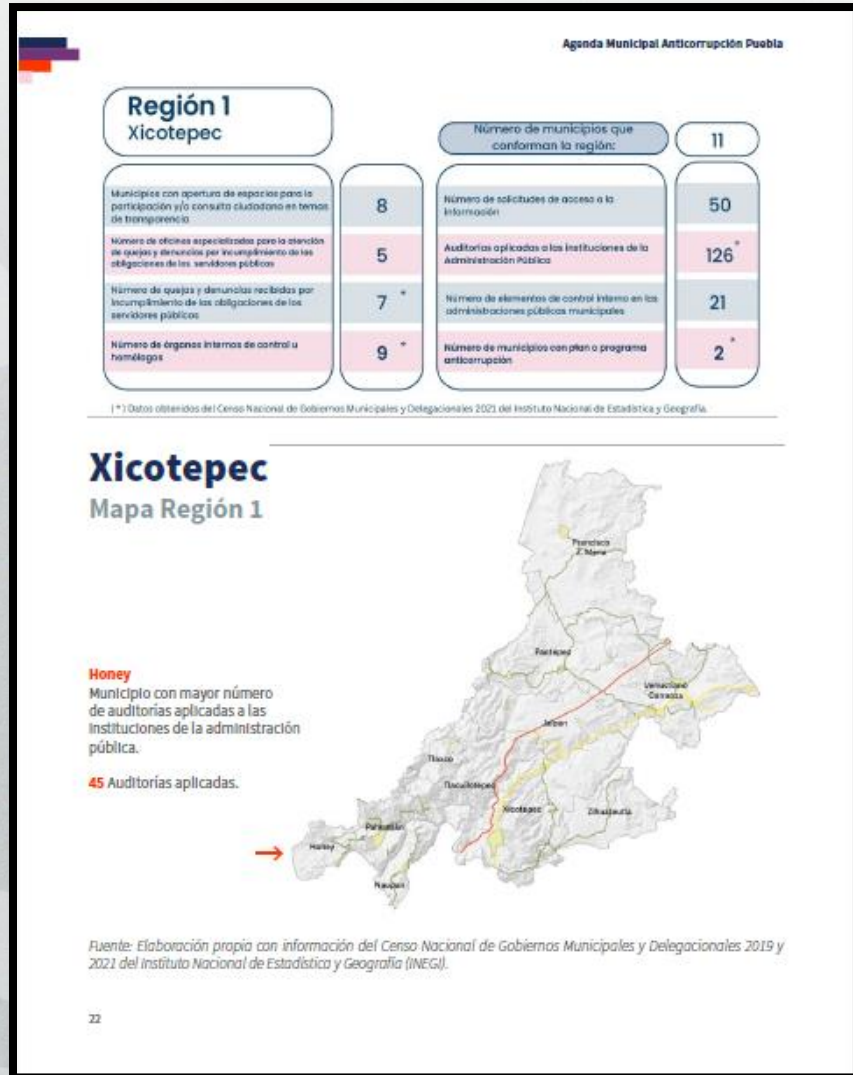 Agenda Municipal Anticorrupción Puebla
Región 1
Xicotepec
Número de municipios que
conforman la región:
11
Municipios con apertura de espacios para la
participación y/o consulta ciudadana en temas
de transparencia
8
Número de oficinas especializadas para la atención
de quejas y denuncias por incumplimiento de las
obligaciones de los servidores públicos
5
Número de quejas y denuncias recibidas por
incumplimiento de las obligaciones de los
servidores públicos
7 *
Número de órganos internos de control u
homólogos
9 *
Número de solicitudes de acceso a la
información
50
Auditorías aplicadas a las instituciones de la
Administración Pública
126 *
Número de elementos de control interno en las
administraciones públicas municipales
21
Número de municipios con plan o programa
anticorrupción
2 *
( * ) Datos obtenidos del Censo Nacional de Gobiernos Municipales y Delegacionales 2021 del Instituto Nacional de Estadística y Geografía.
Xicotepec
Mapa Región 1
Francisco
Z. Mena
Pantepec
Venustiano
Carranza
Jalpan
Tlaxco
Tlacuilotepec
Xicotepec
Zihuateutla
Pahuatlán
Honey
Naupan
Honey
Municipio con mayor número
de auditorías aplicadas a las
instituciones de la administración
pública.
45 Auditorías aplicadas.
Fuente: Elaboración propia con información del Censo Nacional de Gobiernos Municipales y Delegacionales 2019 y
2021 del Instituto Nacional de Estadística y Geografía (INEGI).
22